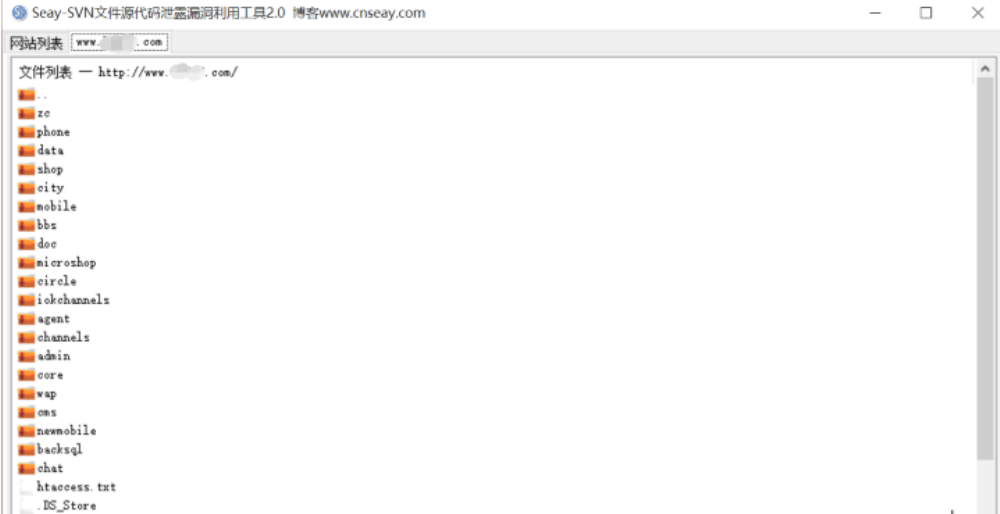 Seay-SVN文件源代码泄露漏洞利用工具2.0 博客www.cnseay.com
网站列表 www. .com
文件列表 — http://www. .com/
..
zc
phone
data
shop
city
mobile
bbs
doc
microshop
circle
iokchannels
agent
channels
admin
core
wap
cms
newmobile
backsql
chat
htaccess.txt
.DS_Store